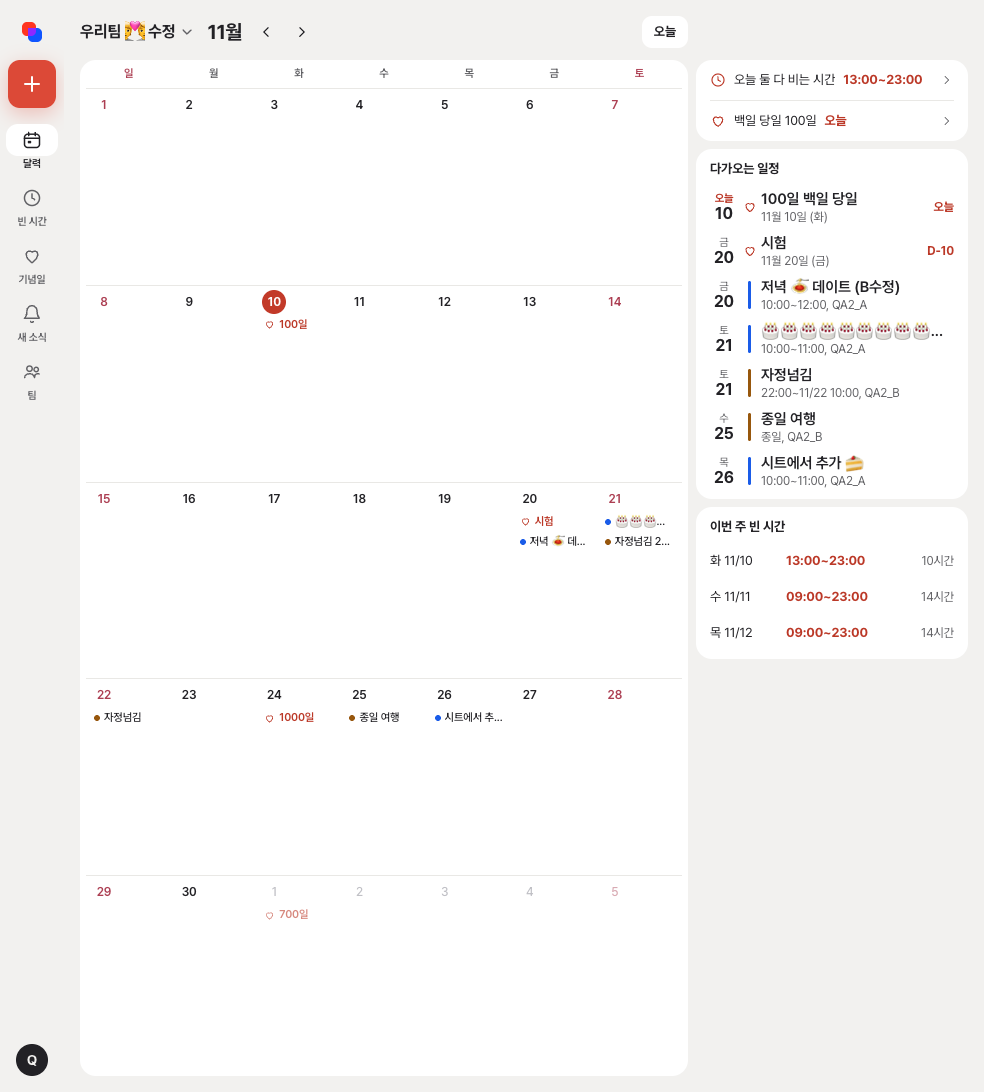 우리팀👩‍❤️‍👨수정 11월
오늘
달력
빈 시간
기념일
새 소식
팀
Q
일 월 화 수 목 금 토
1 2 3 4 5 6 7
8 9 10 11 12 13 14
100일
15 16 17 18 19 20 21
시험 🎂🎂🎂...
저녁 🍝 데... 자정넘김 2...
22 23 24 25 26 27 28
자정넘김 1000일 종일 여행 시트에서 추...
29 30 1 2 3 4 5
700일
오늘 둘 다 비는 시간 13:00~23:00
백일 당일 100일 오늘
다가오는 일정
오늘
10
100일 백일 당일
11월 10일 (화)
오늘
금
20
시험
11월 20일 (금)
D-10
금
20
저녁 🍝 데이트 (B수정)
10:00~12:00, QA2_A
토
21
🎂🎂🎂🎂🎂🎂🎂🎂🎂...
10:00~11:00, QA2_A
토
21
자정넘김
22:00~11/22 10:00, QA2_B
수
25
종일 여행
종일, QA2_B
목
26
시트에서 추가 🍰
10:00~11:00, QA2_A
이번 주 빈 시간
화 11/10 13:00~23:00 10시간
수 11/11 09:00~23:00 14시간
목 11/12 09:00~23:00 14시간